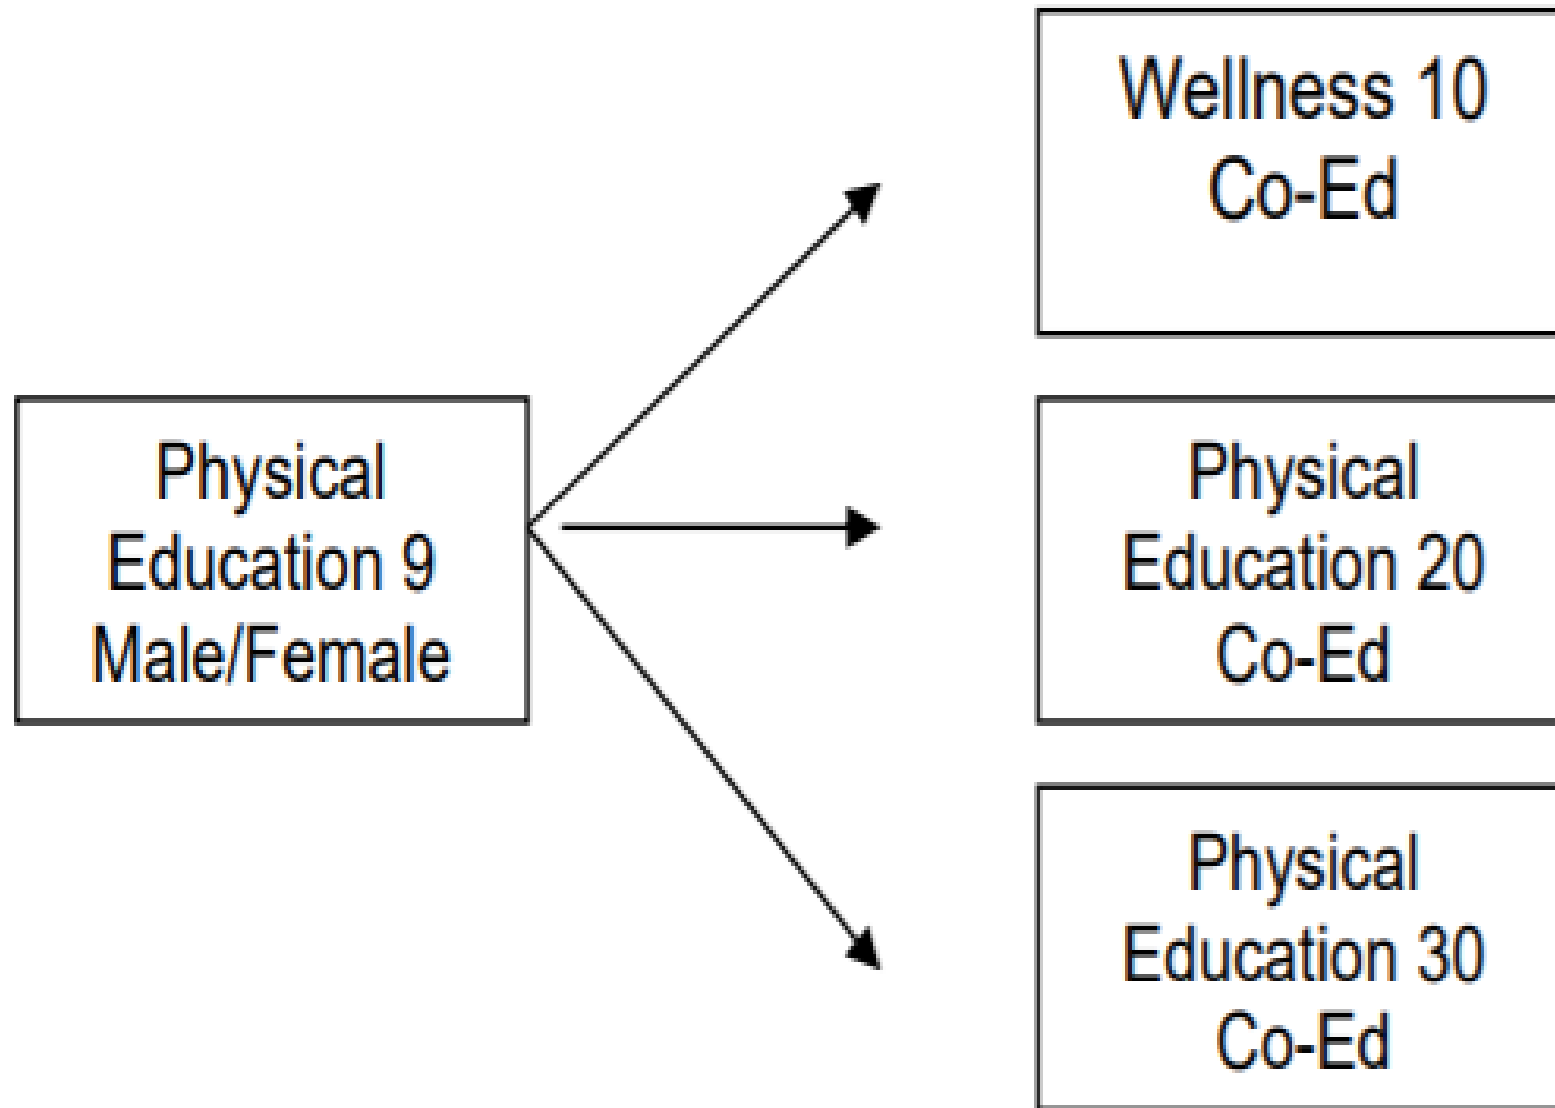 Wellness 10
Co-Ed
Physical
Education 9
Male/Female
Physical
Education 20
Co-Ed
Physical
Education 30
Co-Ed